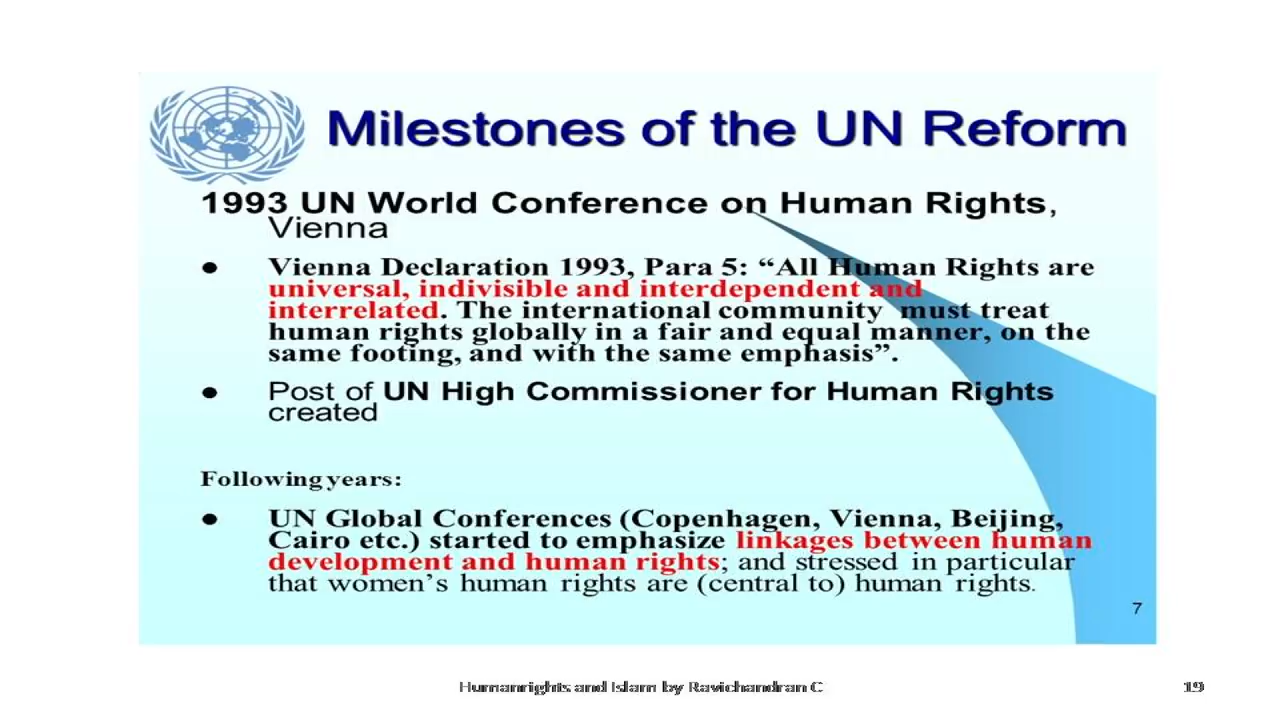 Milestones of the UN Reform
1993 UN World Conference on Human Rights,
Vienna
● Vienna Declaration 1993, Para 5: “All Human Rights are
universal, indivisible and interdependent and
interrelated. The international community must treat
human rights globally in a fair and equal manner, on the
same footing, and with the same emphasis”.
● Post of UN High Commissioner for Human Rights
created
Following years:
● UN Global Conferences (Copenhagen, Vienna, Beijing,
Cairo etc.) started to emphasize linkages between human
development and human rights; and stressed in particular
that women’s human rights are (central to) human rights.
7
Humanrights and Islam by Ravichandran C
19